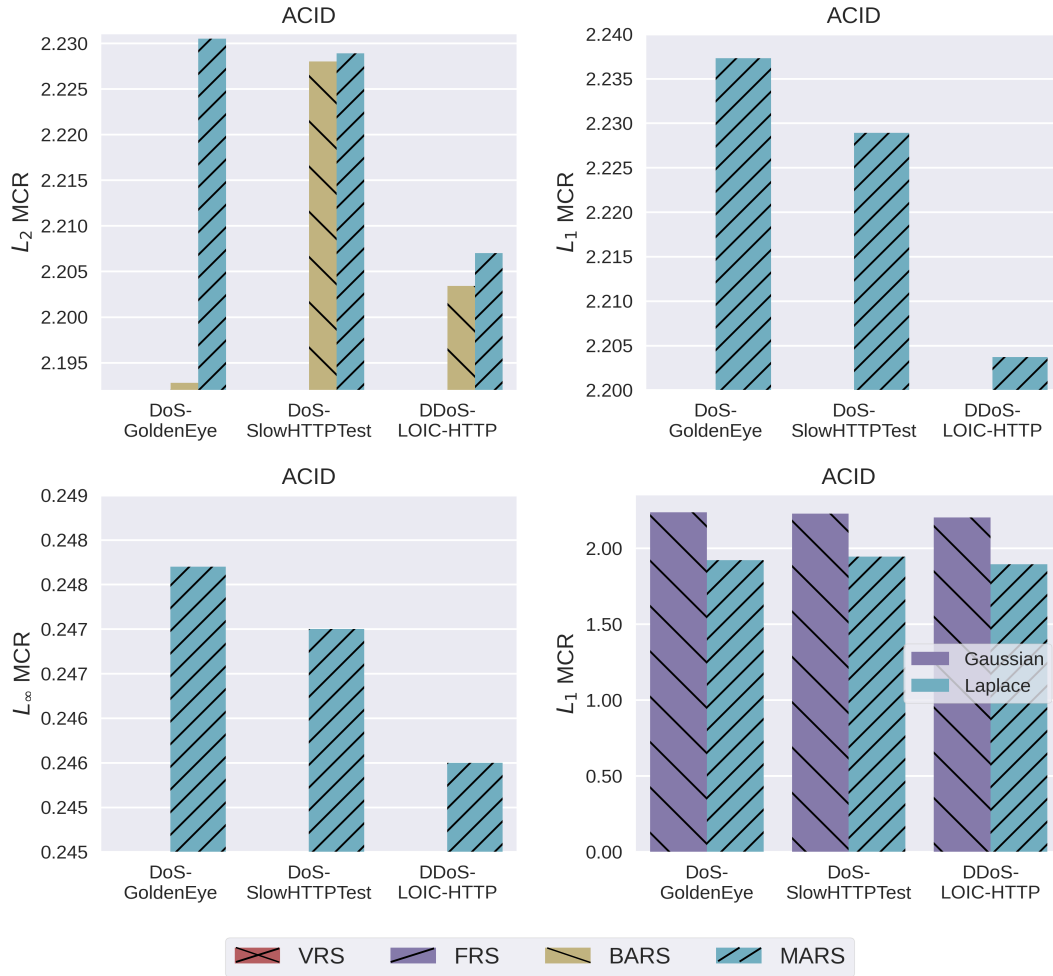 ACID
L2 MCR
2.230
2.225
2.220
2.215
2.210
2.205
2.200
2.195
DoS-
GoldenEye
DoS-
SlowHTTPTest
DDoS-
LOIC-HTTP
ACID
L1 MCR
2.240
2.235
2.230
2.225
2.220
2.215
2.210
2.205
2.200
DoS-
GoldenEye
DoS-
SlowHTTPTest
DDoS-
LOIC-HTTP
ACID
L∞ MCR
0.249
0.248
0.248
0.247
0.247
0.246
0.246
0.245
0.245
DoS-
GoldenEye
DoS-
SlowHTTPTest
DDoS-
LOIC-HTTP
ACID
L1 MCR
2.00
1.50
1.00
0.50
0.00
Gaussian
Laplace
DoS-
GoldenEye
DoS-
SlowHTTPTest
DDoS-
LOIC-HTTP
VRS FRS BARS MARS